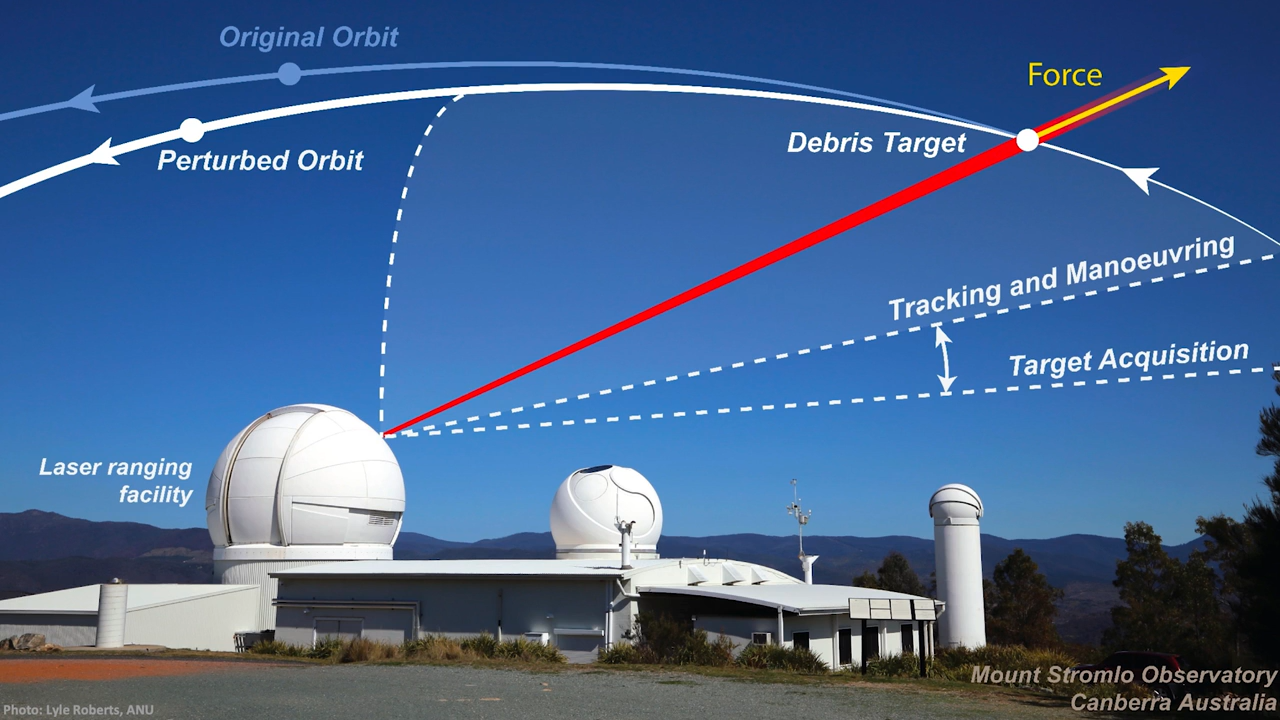 Original Orbit
Force
Debris Target
Perturbed Orbit
Tracking and Manoeuvring
Target Acquisition
Laser ranging
facility
Mount Stromlo Observatory
Canberra Australia
Photo: Lyle Roberts, ANU